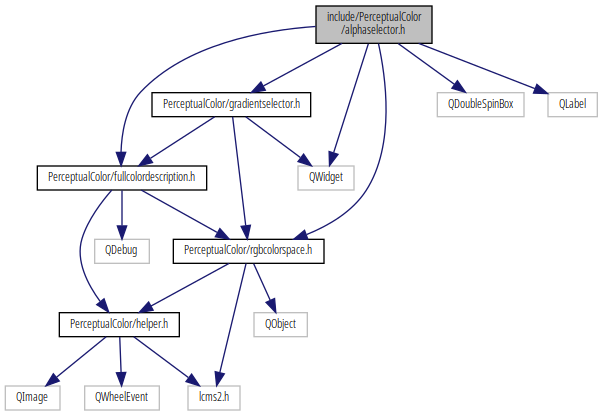 include/PerceptualColor
/alphaselector.h
PerceptualColor/gradientselector.h
QDoubleSpinBox
QLabel
PerceptualColor/fullcolordescription.h
QWidget
QDebug
PerceptualColor/rgbcolorspace.h
PerceptualColor/helper.h
QObject
QImage
QWheelEvent
lcms2.h